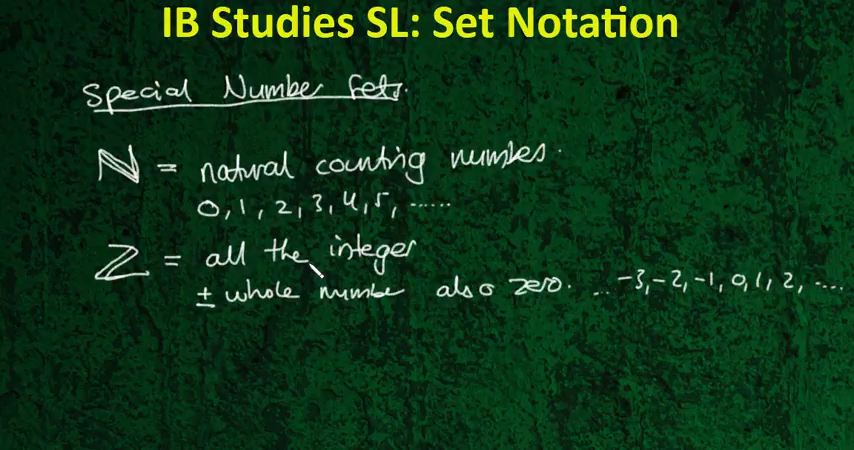 IB Studies SL: Set Notation
Special Number Sets.
ℕ = natural counting numbers.
0, 1, 2, 3, 4, 5, ......
ℤ = all the integer
± whole number also zero. ... -3, -2, -1, 0, 1, 2, ....